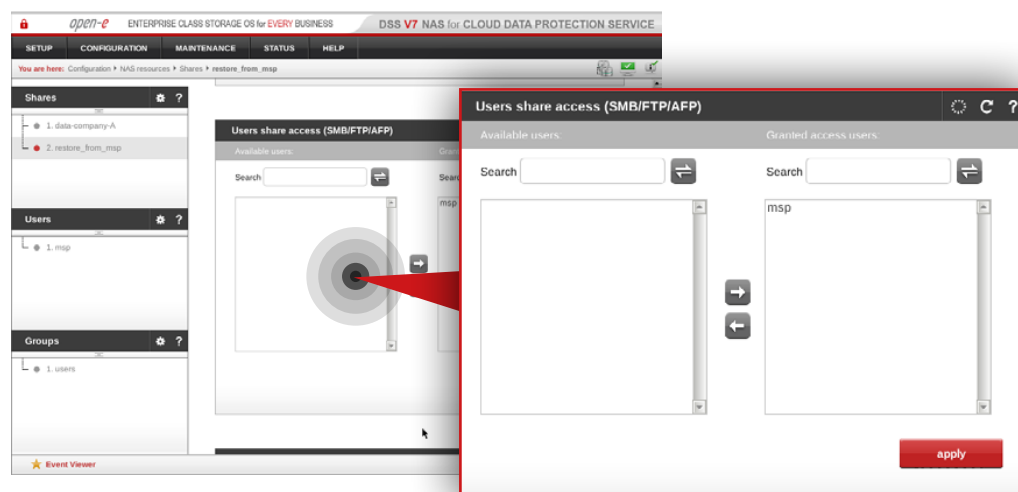 open-e ENTERPRISE CLASS STORAGE OS for EVERY BUSINESS DSS V7 NAS for CLOUD DATA PROTECTION SERVICE
SETUP CONFIGURATION MAINTENANCE STATUS HELP
You are here: Configuration NAS resources Shares restore_from_msp
Shares ?
1. data-company-A
2. restore_from_msp
Users ?
1. msp
Groups ?
1. users
Event Viewer
Users share access (SMB/FTP/AFP)
Available users:
Search
msp
Users share access (SMB/FTP/AFP) ?
Available users: Granted access users:
Search Search
msp
apply